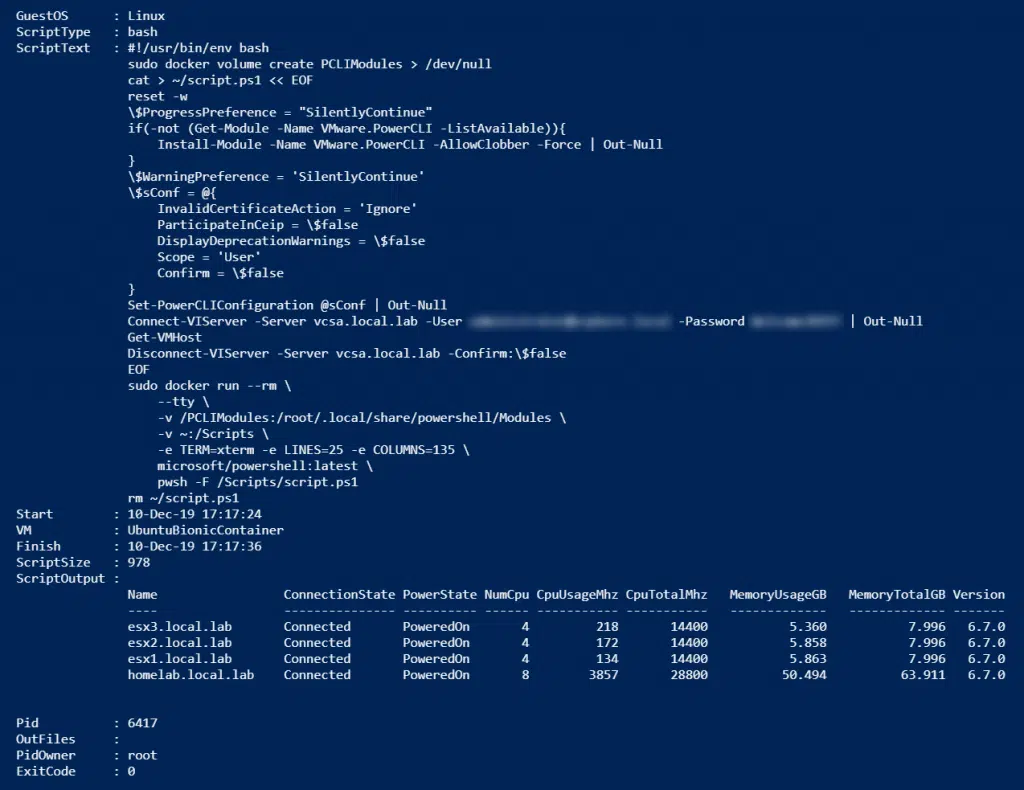 GuestOS      : Linux
ScriptType   : bash
ScriptText   : #!/usr/bin/env bash
               sudo docker volume create PCLIModules > /dev/null
               cat > ~/script.ps1 << EOF
               reset -w
               \$ProgressPreference = "SilentlyContinue"
               if(-not (Get-Module -Name VMware.PowerCLI -ListAvailable)){
                   Install-Module -Name VMware.PowerCLI -AllowClobber -Force | Out-Null
               }
               \$WarningPreference = 'SilentlyContinue'
               \$sConf = @{
                   InvalidCertificateAction = 'Ignore'
                   ParticipateInCeip = \$false
                   DisplayDeprecationWarnings = \$false
                   Scope = 'User'
                   Confirm = \$false
               }
               Set-PowerCLIConfiguration @sConf | Out-Null
               Connect-VIServer -Server vcsa.local.lab -User -Password | Out-Null
               Get-VMHost
               Disconnect-VIServer -Server vcsa.local.lab -Confirm:\$false
               EOF
               sudo docker run --rm \
                   --tty \
                   -v /PCLIModules:/root/.local/share/powershell/Modules \
                   -v ~:/Scripts \
                   -e TERM=xterm -e LINES=25 -e COLUMNS=135 \
                   microsoft/powershell:latest \
                   pwsh -F /Scripts/script.ps1
               rm ~/script.ps1
Start        : 10-Dec-19 17:17:24
VM           : UbuntuBionicContainer
Finish       : 10-Dec-19 17:17:36
ScriptSize   : 978
ScriptOutput :
               Name                 ConnectionState PowerState NumCpu CpuUsageMhz CpuTotalMhz   MemoryUsageGB   MemoryTotalGB Version
               ----                 --------------- ---------- ------ ----------- -----------   -------------   ------------- -------
               esx3.local.lab       Connected       PoweredOn       4         218       14400           5.360           7.996   6.7.0
               esx2.local.lab       Connected       PoweredOn       4         172       14400           5.858           7.996   6.7.0
               esx1.local.lab       Connected       PoweredOn       4         134       14400           5.863           7.996   6.7.0
               homelab.local.lab    Connected       PoweredOn       8        3857       28800          50.494          63.911   6.7.0
Pid          : 6417
OutFiles     :
PidOwner     : root
ExitCode     : 0